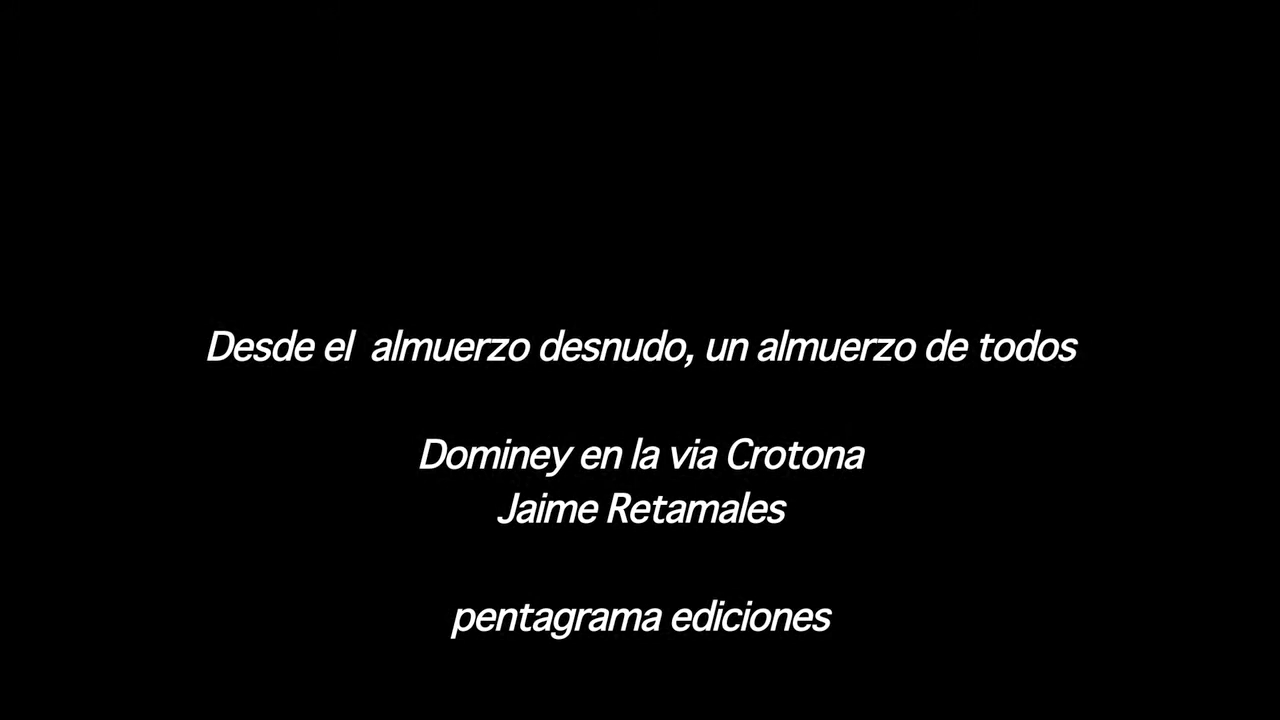 Desde el  almuerzo desnudo, un almuerzo de todos
Dominey en la via Crotona
Jaime Retamales
pentagrama ediciones